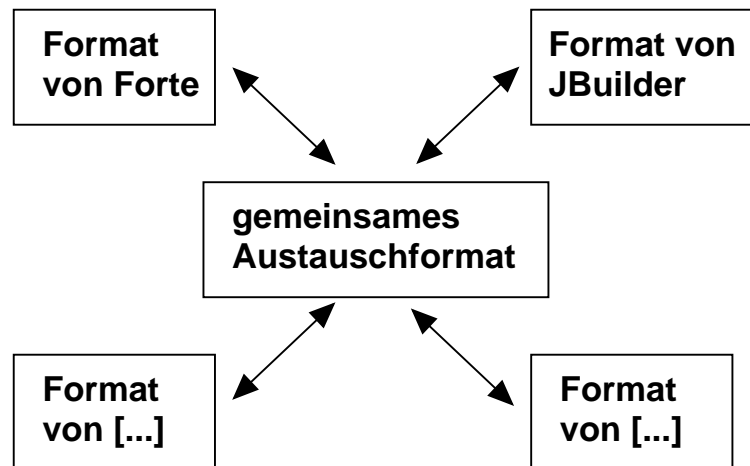 Format
von Forte
Format von
JBuilder
gemeinsames
Austauschformat
Format
von [...]
Format
von [...]